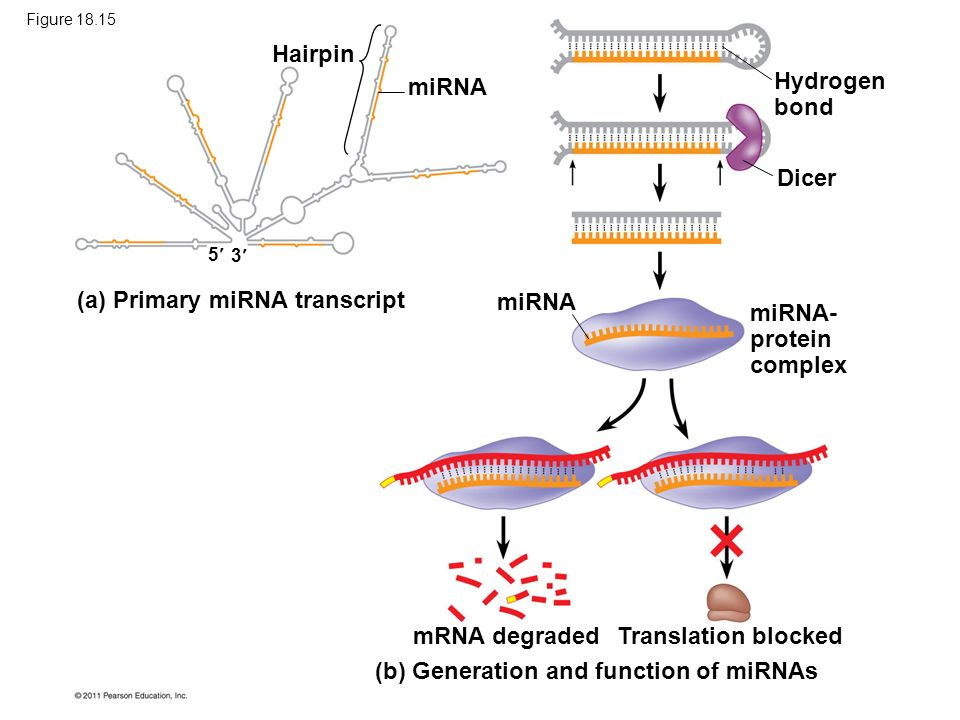 Figure 18.15
Hairpin
miRNA
5′ 3′
(a) Primary miRNA transcript
Hydrogen
bond
Dicer
miRNA
miRNA-
protein
complex
mRNA degraded
Translation blocked
(b) Generation and function of miRNAs
© 2011 Pearson Education, Inc.